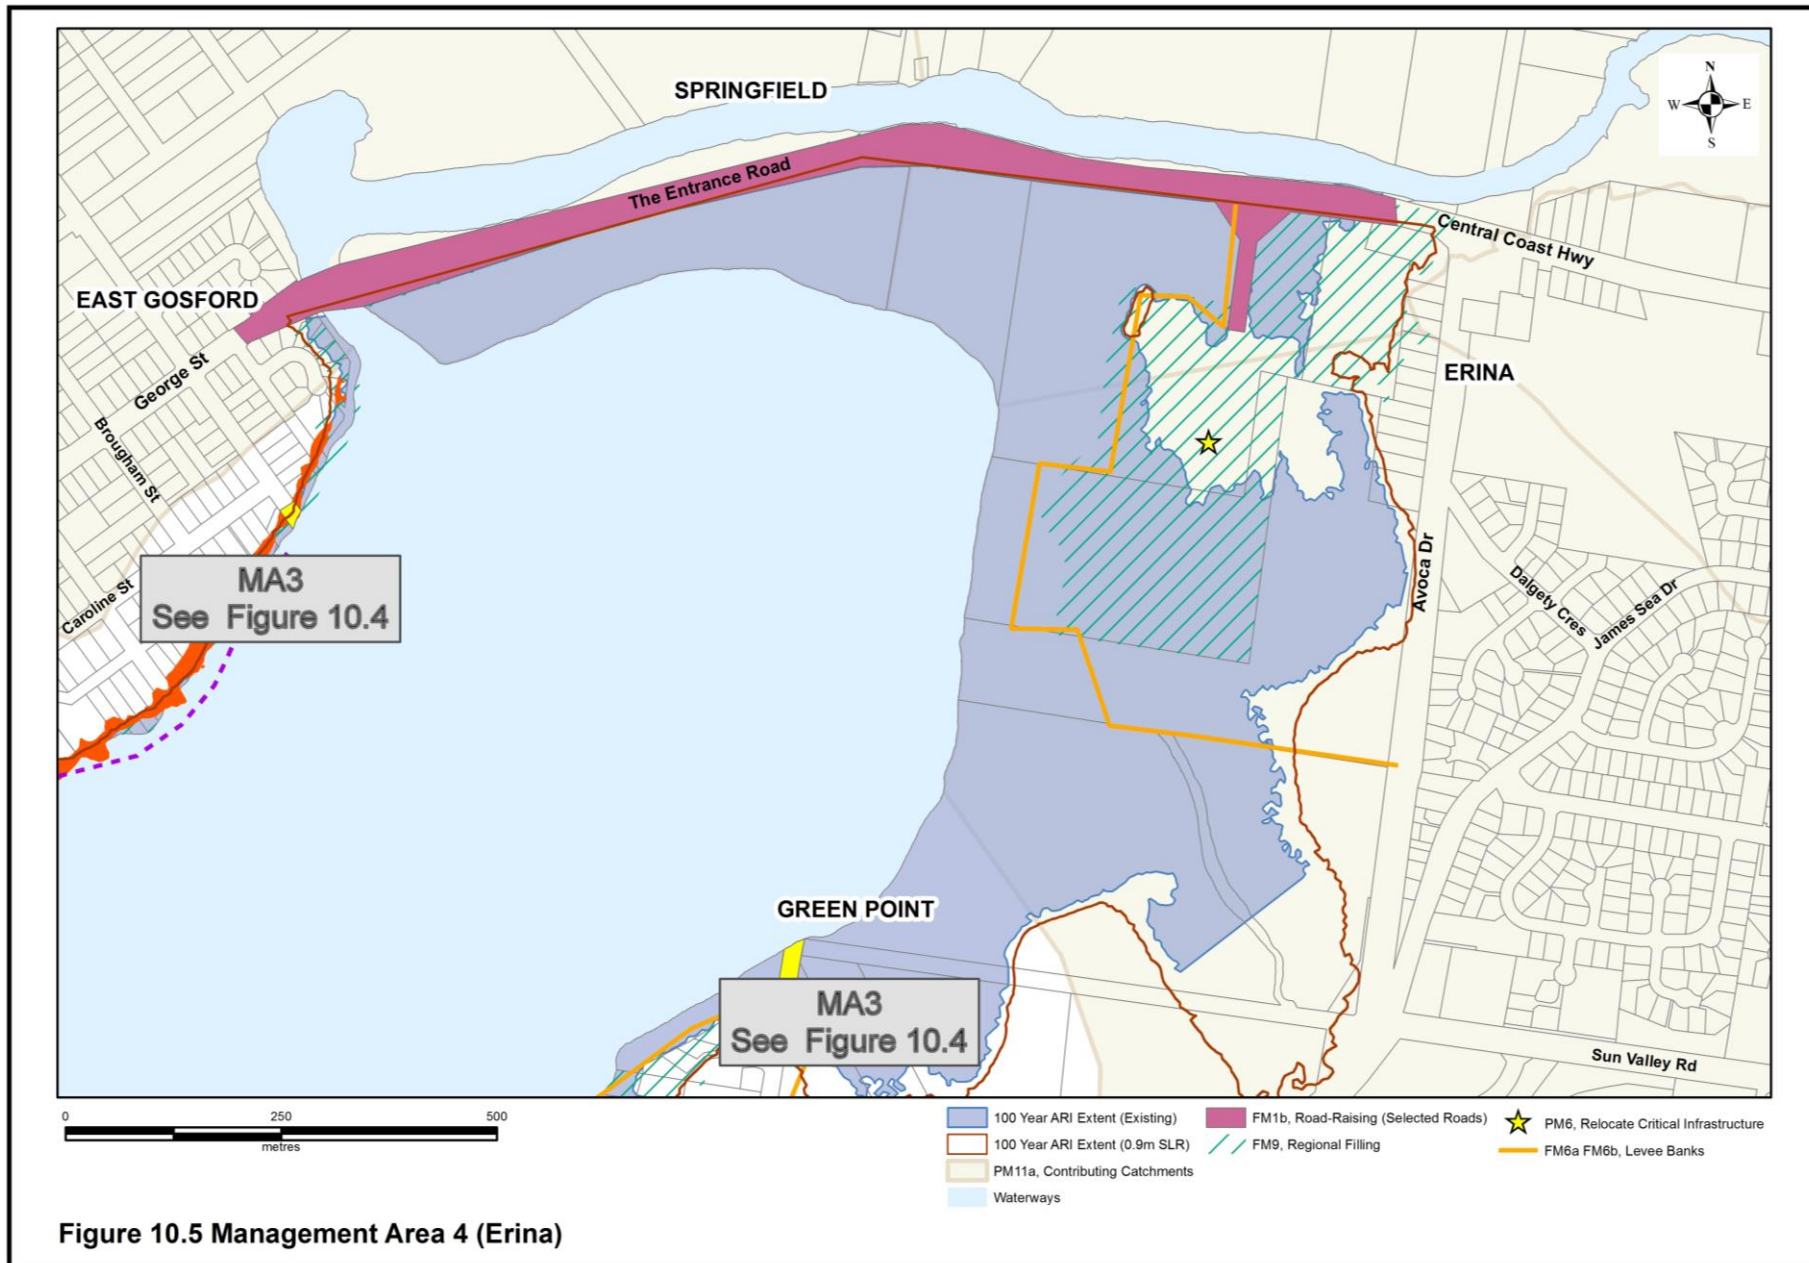 SPRINGFIELD
N
W E
S
The Entrance Road
Central Coast Hwy
EAST GOSFORD
George St
ERINA
Brougham St
MA3
See Figure 10.4
Caroline St
Avoca Dr
Dalgety Cres
James Sea Dr
GREEN POINT
MA3
See Figure 10.4
Sun Valley Rd
0 250 500
metres
100 Year ARI Extent (Existing)
100 Year ARI Extent (0.9m SLR)
PM11a, Contributing Catchments
Waterways
FM1b, Road-Raising (Selected Roads)
FM9, Regional Filling
PM6, Relocate Critical Infrastructure
FM6a FM6b, Levee Banks
Figure 10.5 Management Area 4 (Erina)